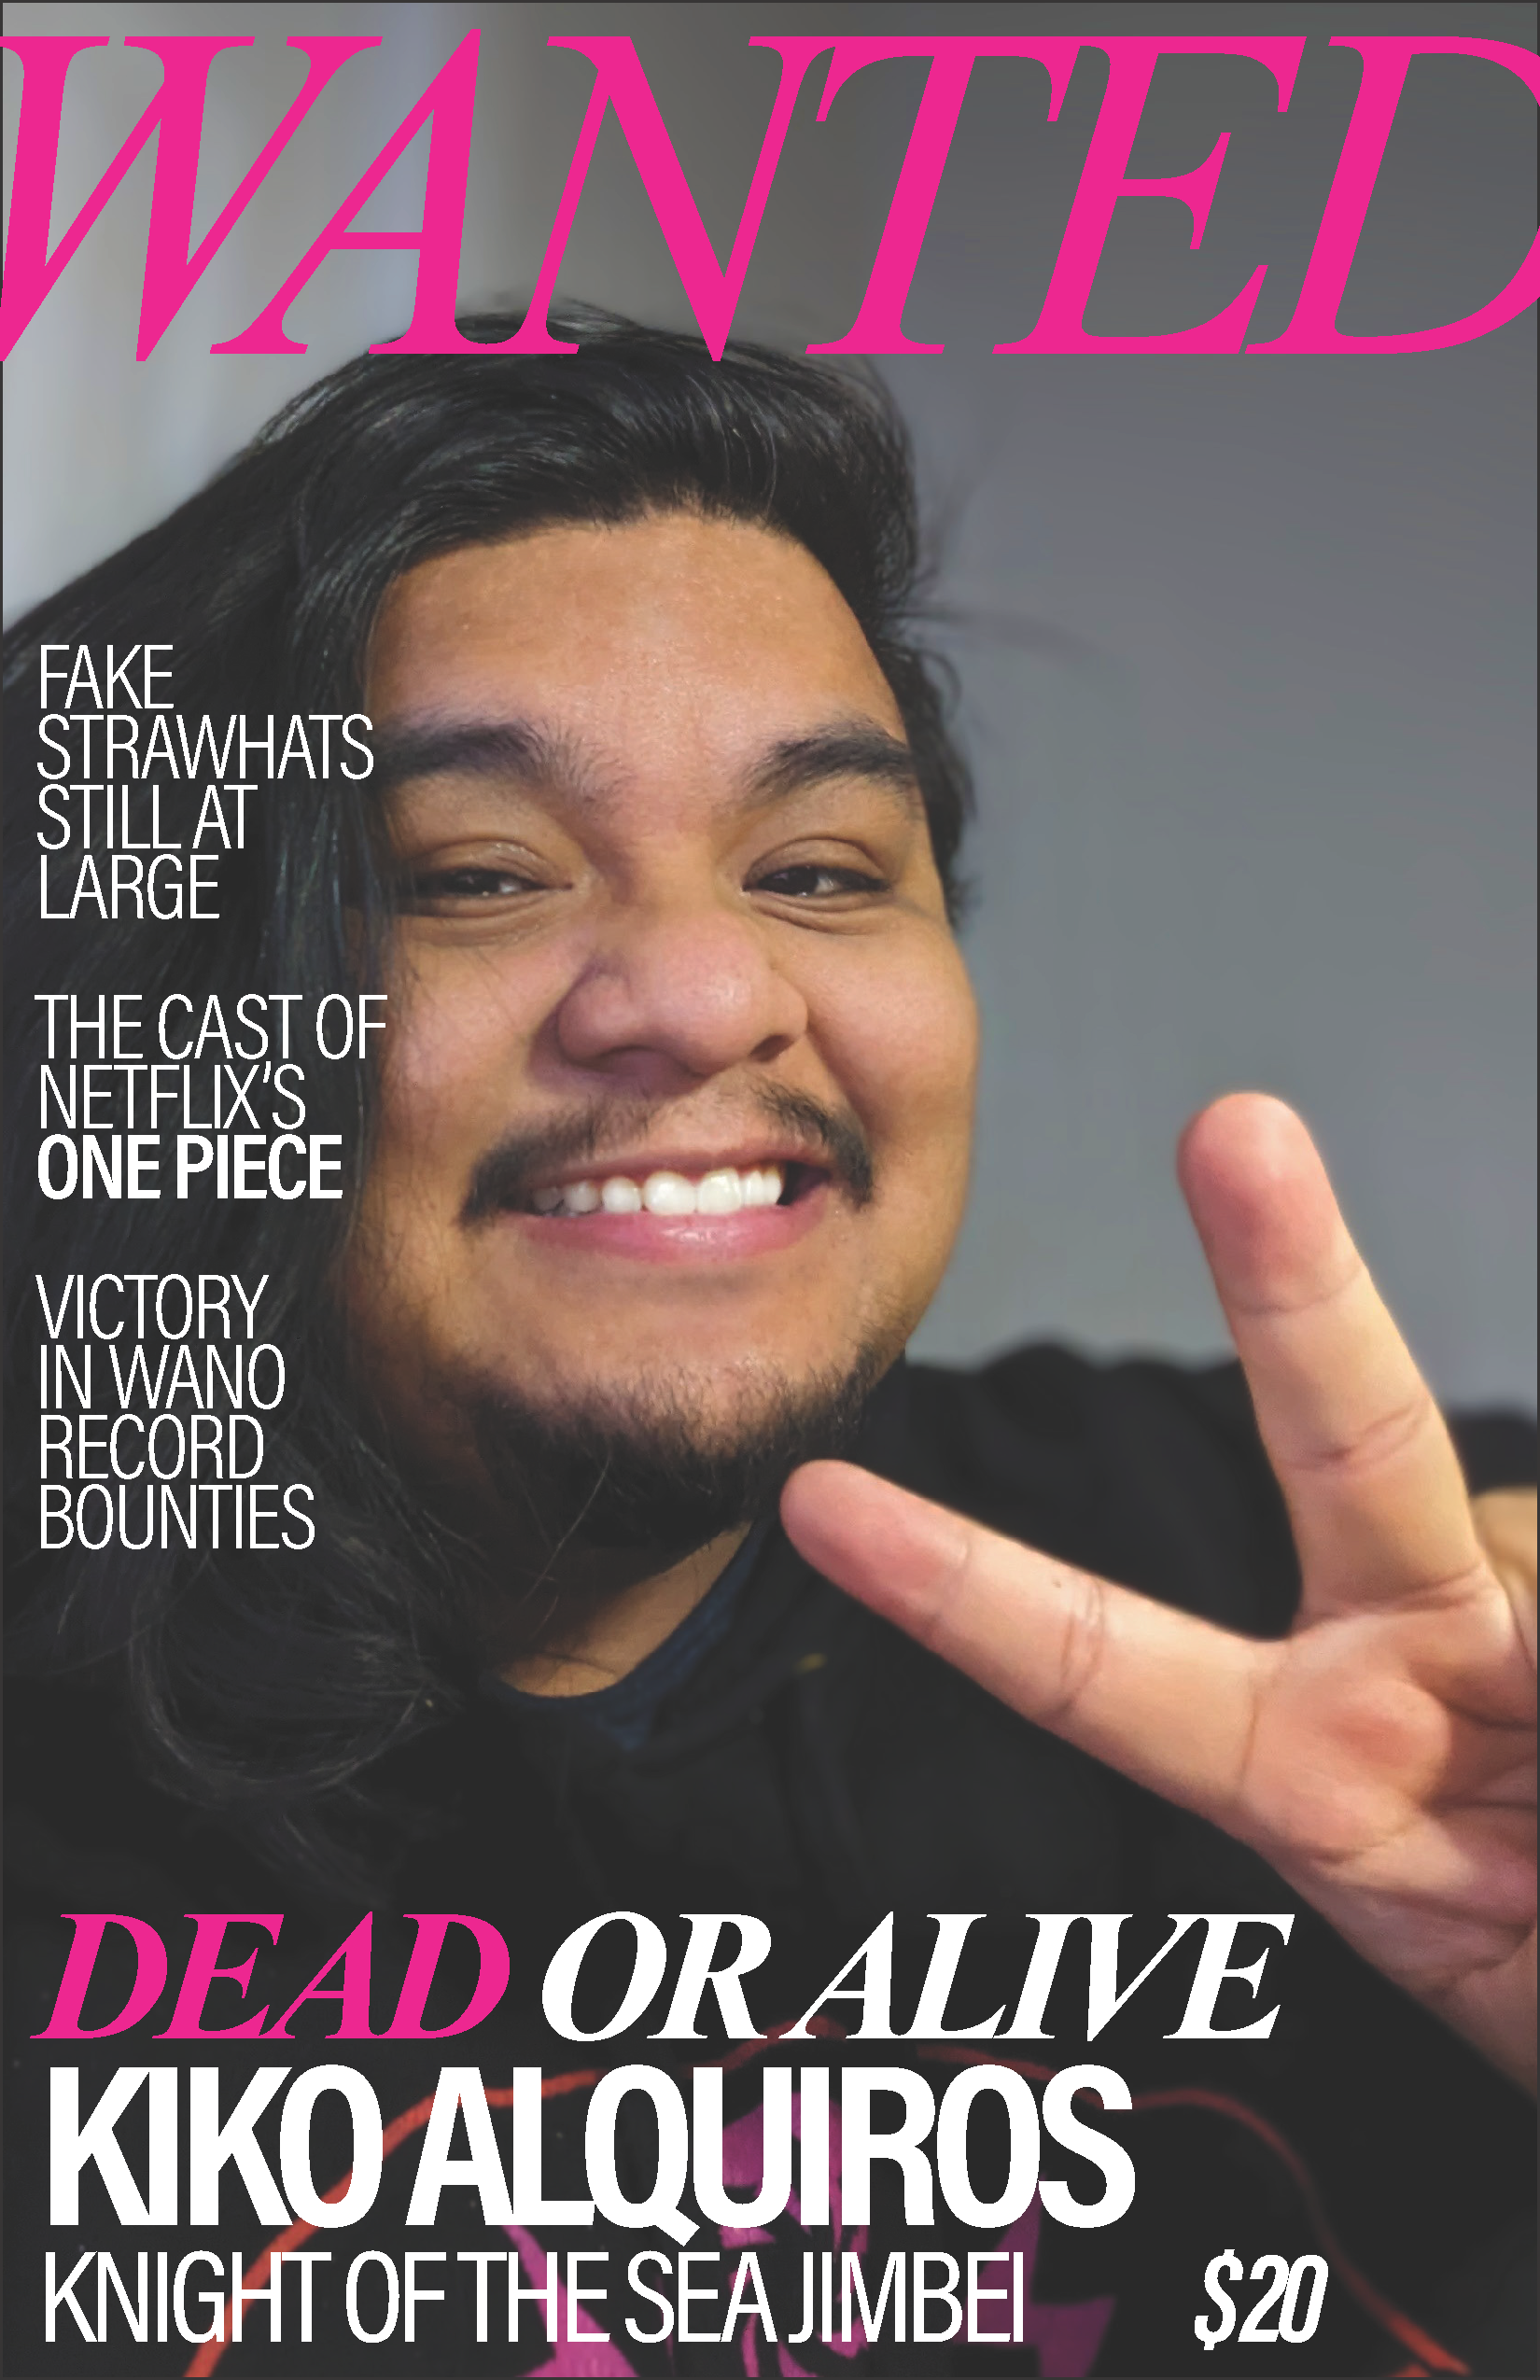 WANTED
FAKE
STRAWHATS
STILL AT
LARGE
THE CAST OF
NETFLIX'S
ONE PIECE
VICTORY
IN WANO
RECORD
BOUNTIES
DEAD OR ALIVE
KIKO ALQUIROS
KNIGHT OF THE SEA JIMBEI
$20